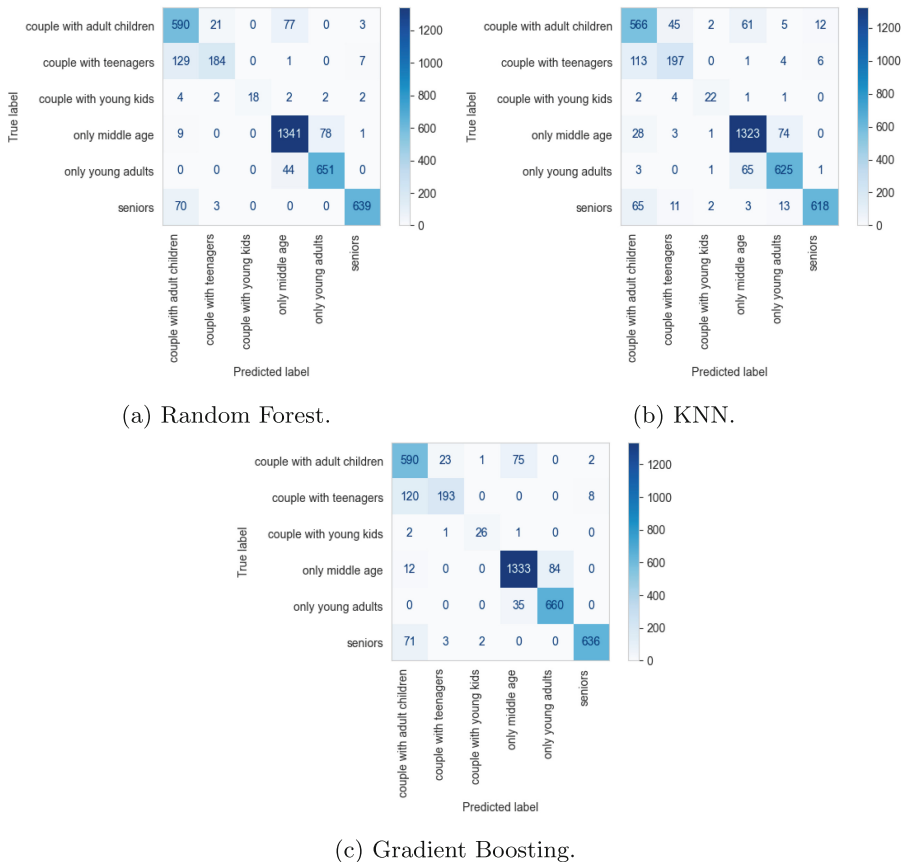 couple with adult children 590 21 0 77 0 3
couple with teenagers 129 184 0 1 0 7
couple with young kids 4 2 18 2 2 2
only middle age 9 0 0 1341 78 1
only young adults 0 0 0 44 651 0
seniors 70 3 0 0 0 639
True label
1200
1000
800
600
400
200
0
couple with adult children
couple with teenagers
couple with young kids
only middle age
only young adults
seniors
Predicted label
(a) Random Forest.
couple with adult children 566 45 2 61 5 12
couple with teenagers 113 197 0 1 4 6
couple with young kids 2 4 22 1 1 0
only middle age 28 3 1 1323 74 0
only young adults 3 0 1 65 625 1
seniors 65 11 2 3 13 618
True label
1200
1000
800
600
400
200
0
couple with adult children
couple with teenagers
couple with young kids
only middle age
only young adults
seniors
Predicted label
(b) KNN.
couple with adult children 590 23 1 75 0 2
couple with teenagers 120 193 0 0 0 8
couple with young kids 2 1 26 1 0 0
only middle age 12 0 0 1333 84 0
only young adults 0 0 0 35 660 0
seniors 71 3 2 0 0 636
True label
1200
1000
800
600
400
200
0
couple with adult children
couple with teenagers
couple with young kids
only middle age
only young adults
seniors
Predicted label
(c) Gradient Boosting.